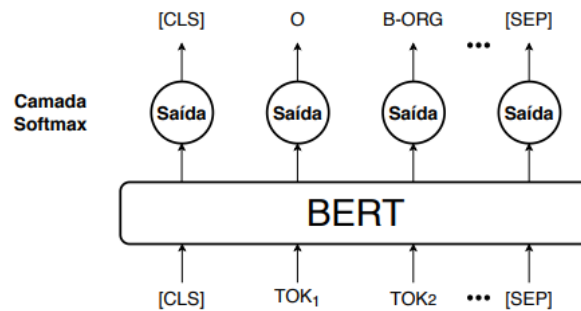 [CLS] O B-ORG ••• [SEP]
Camada
Softmax
Saída Saída Saída Saída
BERT
[CLS] TOK₁ TOK2 ••• [SEP]